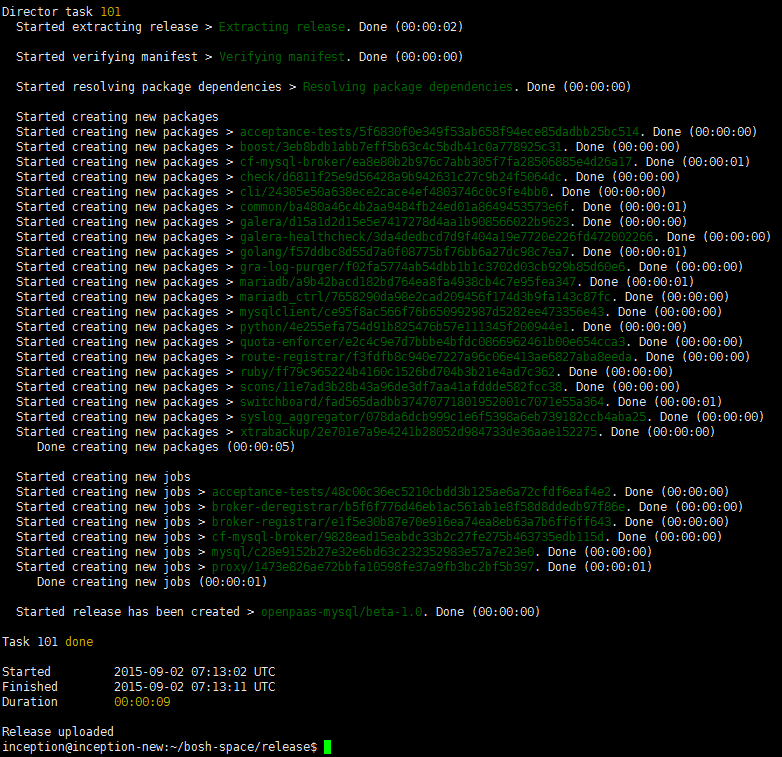 Director task 101
Started extracting release > Extracting release. Done (00:00:02)
Started verifying manifest > Verifying manifest. Done (00:00:00)
Started resolving package dependencies > Resolving package dependencies. Done (00:00:00)
Started creating new packages
Started creating new packages > acceptance-tests/5f6830f0e349f53ab658f94ece85dadbb25bc514. Done (00:00:00)
Started creating new packages > boost/3eb8bdb1abb7eff5b63c4c5bdb41c0a778925c31. Done (00:00:00)
Started creating new packages > cf-mysql-broker/ea8e80b2b976c7abb305f7fa28506885e4d26a17. Done (00:00:01)
Started creating new packages > check/d6811f25e9d56428a9b942631c27c9b24f5064dc. Done (00:00:00)
Started creating new packages > cli/24305e50a638ece2cace4ef4803746c0c9fe4bb0. Done (00:00:00)
Started creating new packages > common/ba480a46c4b2aa9484fb24ed01a8649453573e6f. Done (00:00:01)
Started creating new packages > galera/d15a1d2d15e5e7417278d4aa1b908566022b9623. Done (00:00:00)
Started creating new packages > galera-healthcheck/3da4dedbcd7d9f404a19e7720e226fd472002266. Done (00:00:00)
Started creating new packages > golang/f57ddbc8d55d7a0f08775bf76bb6a27dc98c7ea7. Done (00:00:01)
Started creating new packages > gra-log-purger/f02fa5774ab54dbb1b1c3702d03cb929b85d60e6. Done (00:00:00)
Started creating new packages > mariadb/a9b42bacd182bd764ea8fa4938cb4c7e95fea347. Done (00:00:01)
Started creating new packages > mariadb_ctrl/7658290da98e2cad209456f174d3b9fa143c87fc. Done (00:00:00)
Started creating new packages > mysqlclient/ce95f8ac566f76b650992987d5282ee473356e43. Done (00:00:00)
Started creating new packages > python/4e255efa754d91b825476b57e111345f200944e1. Done (00:00:00)
Started creating new packages > quota-enforcer/e2c4c9e7d7bbbe4bfdc0866962461b00e654cca3. Done (00:00:00)
Started creating new packages > route-registrar/f3fdfb8c940e7227a96c06e413ae6827aba8eeda. Done (00:00:00)
Started creating new packages > ruby/ff79c965224b4160c1526bd704b3b21e4ad7c362. Done (00:00:00)
Started creating new packages > scons/11e7ad3b28b43a96de3df7aa41afddde582fcc38. Done (00:00:00)
Started creating new packages > switchboard/fad565dadbb37470771801952001c7071e55a364. Done (00:00:01)
Started creating new packages > syslog_aggregator/078da6dcb999c1e6f5398a6eb739182ccb4aba25. Done (00:00:00)
Started creating new packages > xtrabackup/2e701e7a9e4241b28052d984733de36aae152275. Done (00:00:00)
Done creating new packages (00:00:05)
Started creating new jobs
Started creating new jobs > acceptance-tests/48c00c36ec5210cbdd3b125ae6a72cfdf6eaf4e2. Done (00:00:00)
Started creating new jobs > broker-deregistrar/b5f6f776d46eb1ac561ab1e8f58d8ddedb97f86e. Done (00:00:00)
Started creating new jobs > broker-registrar/e1f5e30b87e70e916ea74ea8eb63a7b6ff6ff643. Done (00:00:00)
Started creating new jobs > cf-mysql-broker/9828ead15eabdc33b2c27fe275b463735edb115d. Done (00:00:00)
Started creating new jobs > mysql/c28e9152b27e32e6bd63c232352983e57a7e23e0. Done (00:00:00)
Started creating new jobs > proxy/1473e826ae72bbfa10598fe37a9fb3bc2bf5b397. Done (00:00:01)
Done creating new jobs (00:00:01)
Started release has been created > openpaas-mysql/beta-1.0. Done (00:00:00)
Task 101 done
Started 2015-09-02 07:13:02 UTC
Finished 2015-09-02 07:13:11 UTC
Duration 00:00:09
Release uploaded
inception@inception-new:~/bosh-space/release$